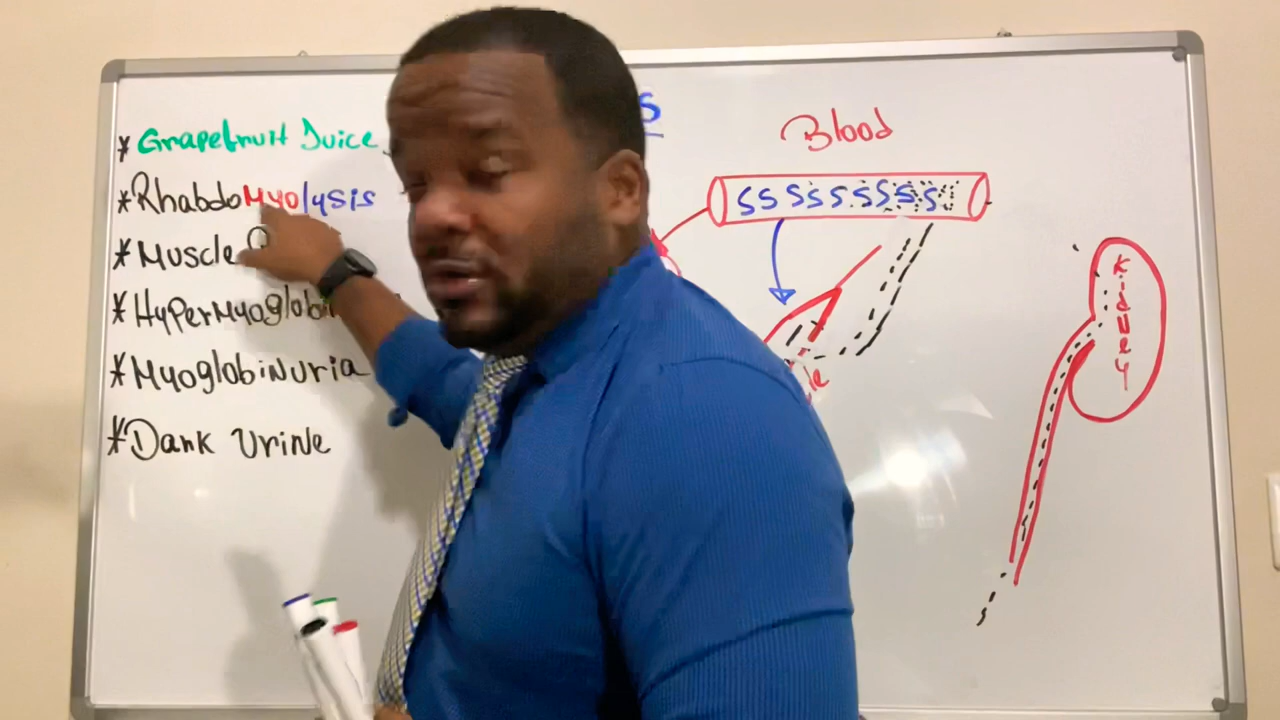 * Grapefruit Juice
* RhabdoMyolysis
* Muscle
* HyperMyoglobi
* MyoglobiNuria
* Dark UriNe
S
Blood
SSSSSSSSS
Kidney